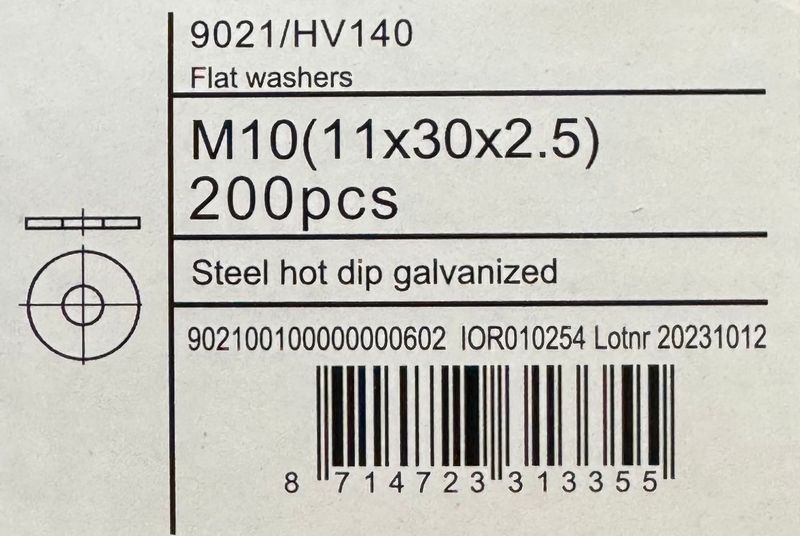 9021/HV140
Flat washers
M10(11x30x2.5)
200pcs
Steel hot dip galvanized
902100100000000602 IOR010254 Lotnr 20231012
8 714723 313355